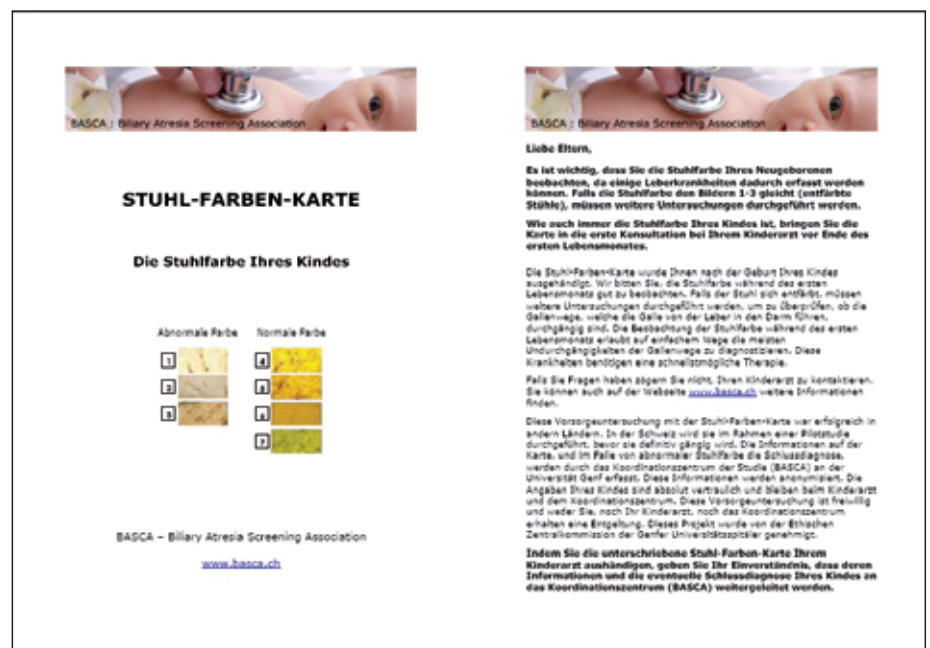 BASCA : Biliary Atresia Screening Association
STUHL-FARBEN-KARTE
Die Stuhlfarbe Ihres Kindes
Abnormale Farbe Normale Farbe
1 4
2 5
3 6
7
BASCA – Biliary Atresia Screening Association
www.basca.ch
BASCA : Biliary Atresia Screening Association
Liebe Eltern,
Es ist wichtig, dass Sie die Stuhlfarbe Ihres Neugeborenen
beobachten, da einige Leberkrankheiten dadurch erfasst werden
können. Falls die Stuhlfarbe den Bildern 1-3 gleicht (entfärbte
Stühle), müssen weitere Untersuchungen durchgeführt werden.
Wie auch immer die Stuhlfarbe Ihres Kindes ist, bringen Sie die
Karte in die erste Konsultation bei Ihrem Kinderarzt vor Ende des
ersten Lebensmonates.
Die Stuhl-Farben-Karte wurde Ihnen nach der Geburt Ihres Kindes
ausgehändigt. Wir bitten Sie, die Stuhlfarbe während des ersten
Lebensmonats gut zu beobachten. Falls der Stuhl sich entfärbt, müssen
weitere Untersuchungen durchgeführt werden, um zu überprüfen, ob die
Gallenwege, welche die Galle von der Leber in den Darm führen,
durchgängig sind. Die Beobachtung der Stuhlfarbe während des ersten
Lebensmonats erlaubt auf einfachem Wege die meisten
Undurchgängigkeiten der Gallenwege zu diagnostizieren. Diese
Krankheiten benötigen eine schnellstmögliche Therapie.
Falls Sie Fragen haben zögern Sie nicht, Ihren Kinderarzt zu kontaktieren.
Sie können auch auf der Webseite www.basca.ch weitere Informationen
finden.
Diese Vorsorgeuntersuchung mit der Stuhl-Farben-Karte war erfolgreich in
andern Ländern. In der Schweiz wird sie im Rahmen einer Pilotstudie
durchgeführt, bevor sie definitiv gängig wird. Die Informationen auf der
Karte, und im Falle von abnormaler Stuhlfarbe die Schlussdiagnose,
werden durch das Koordinationszentrum der Studie (BASCA) an der
Universität Genf erfasst. Diese Informationen werden anonymisiert. Die
Angaben Ihres Kindes sind absolut vertraulich und bleiben beim Kinderarzt
und dem Koordinationszentrum. Diese Vorsorgeuntersuchung ist freiwillig
und weder Sie, noch Ihr Kinderarzt, noch das Koordinationszentrum
erhalten eine Entgeltung. Dieses Projekt wurde von der Ethischen
Zentralkommission der Genfer Universitätsspitäler genehmigt.
Indem Sie die unterschriebene Stuhl-Farben-Karte Ihrem
Kinderarzt aushändigen, geben Sie Ihr Einverständnis, dass deren
Informationen und die eventuelle Schlussdiagnose Ihres Kindes an
das Koordinationszentrum (BASCA) weitergeleitet werden.